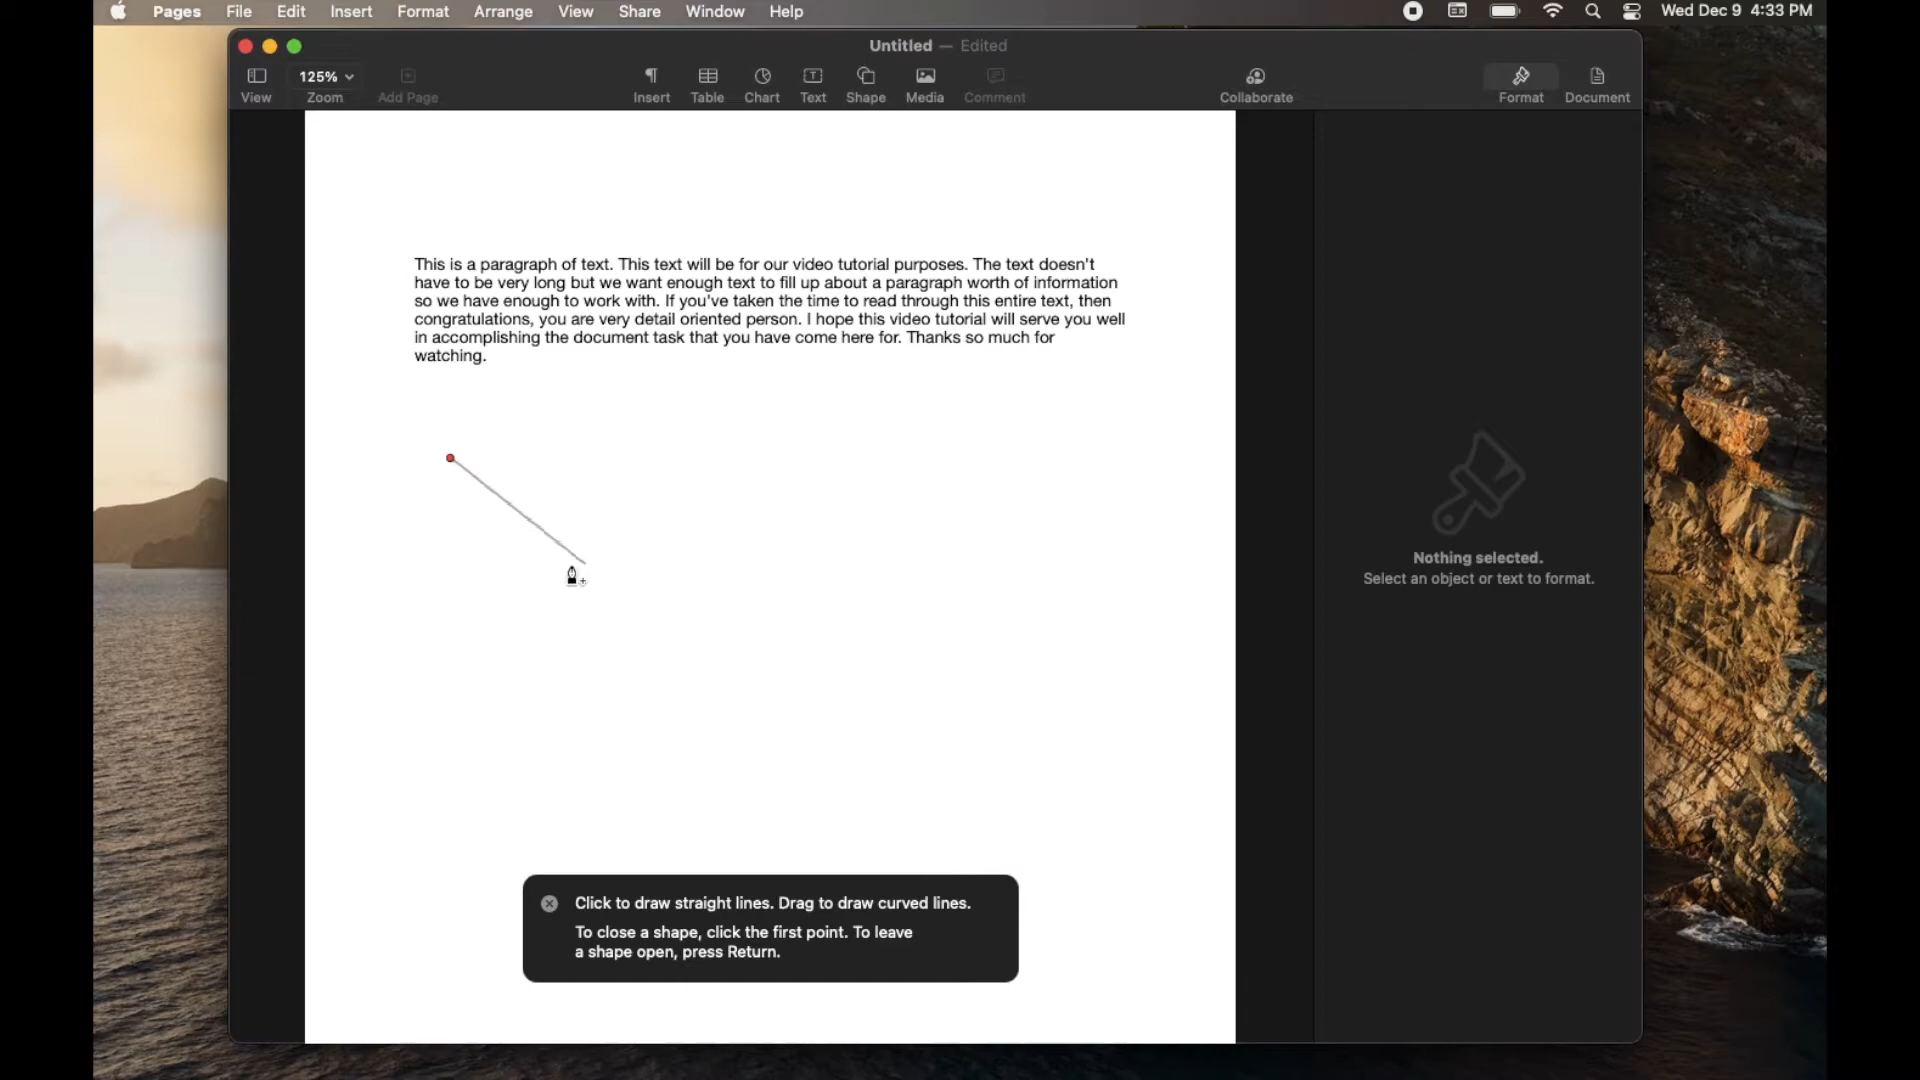 Pages File Edit Insert Format Arrange View Share Window Help Wed Dec 9 4:33 PM
Untitled — Edited
125%
View Zoom Add Page Insert Table Chart Text Shape Media Comment Collaborate Format Document
This is a paragraph of text. This text will be for our video tutorial purposes. The text doesn't
have to be very long but we want enough text to fill up about a paragraph worth of information
so we have enough to work with. If you've taken the time to read through this entire text, then
congratulations, you are very detail oriented person. I hope this video tutorial will serve you well
in accomplishing the document task that you have come here for. Thanks so much for
watching.
Nothing selected.
Select an object or text to format.
Click to draw straight lines. Drag to draw curved lines.
To close a shape, click the first point. To leave
a shape open, press Return.